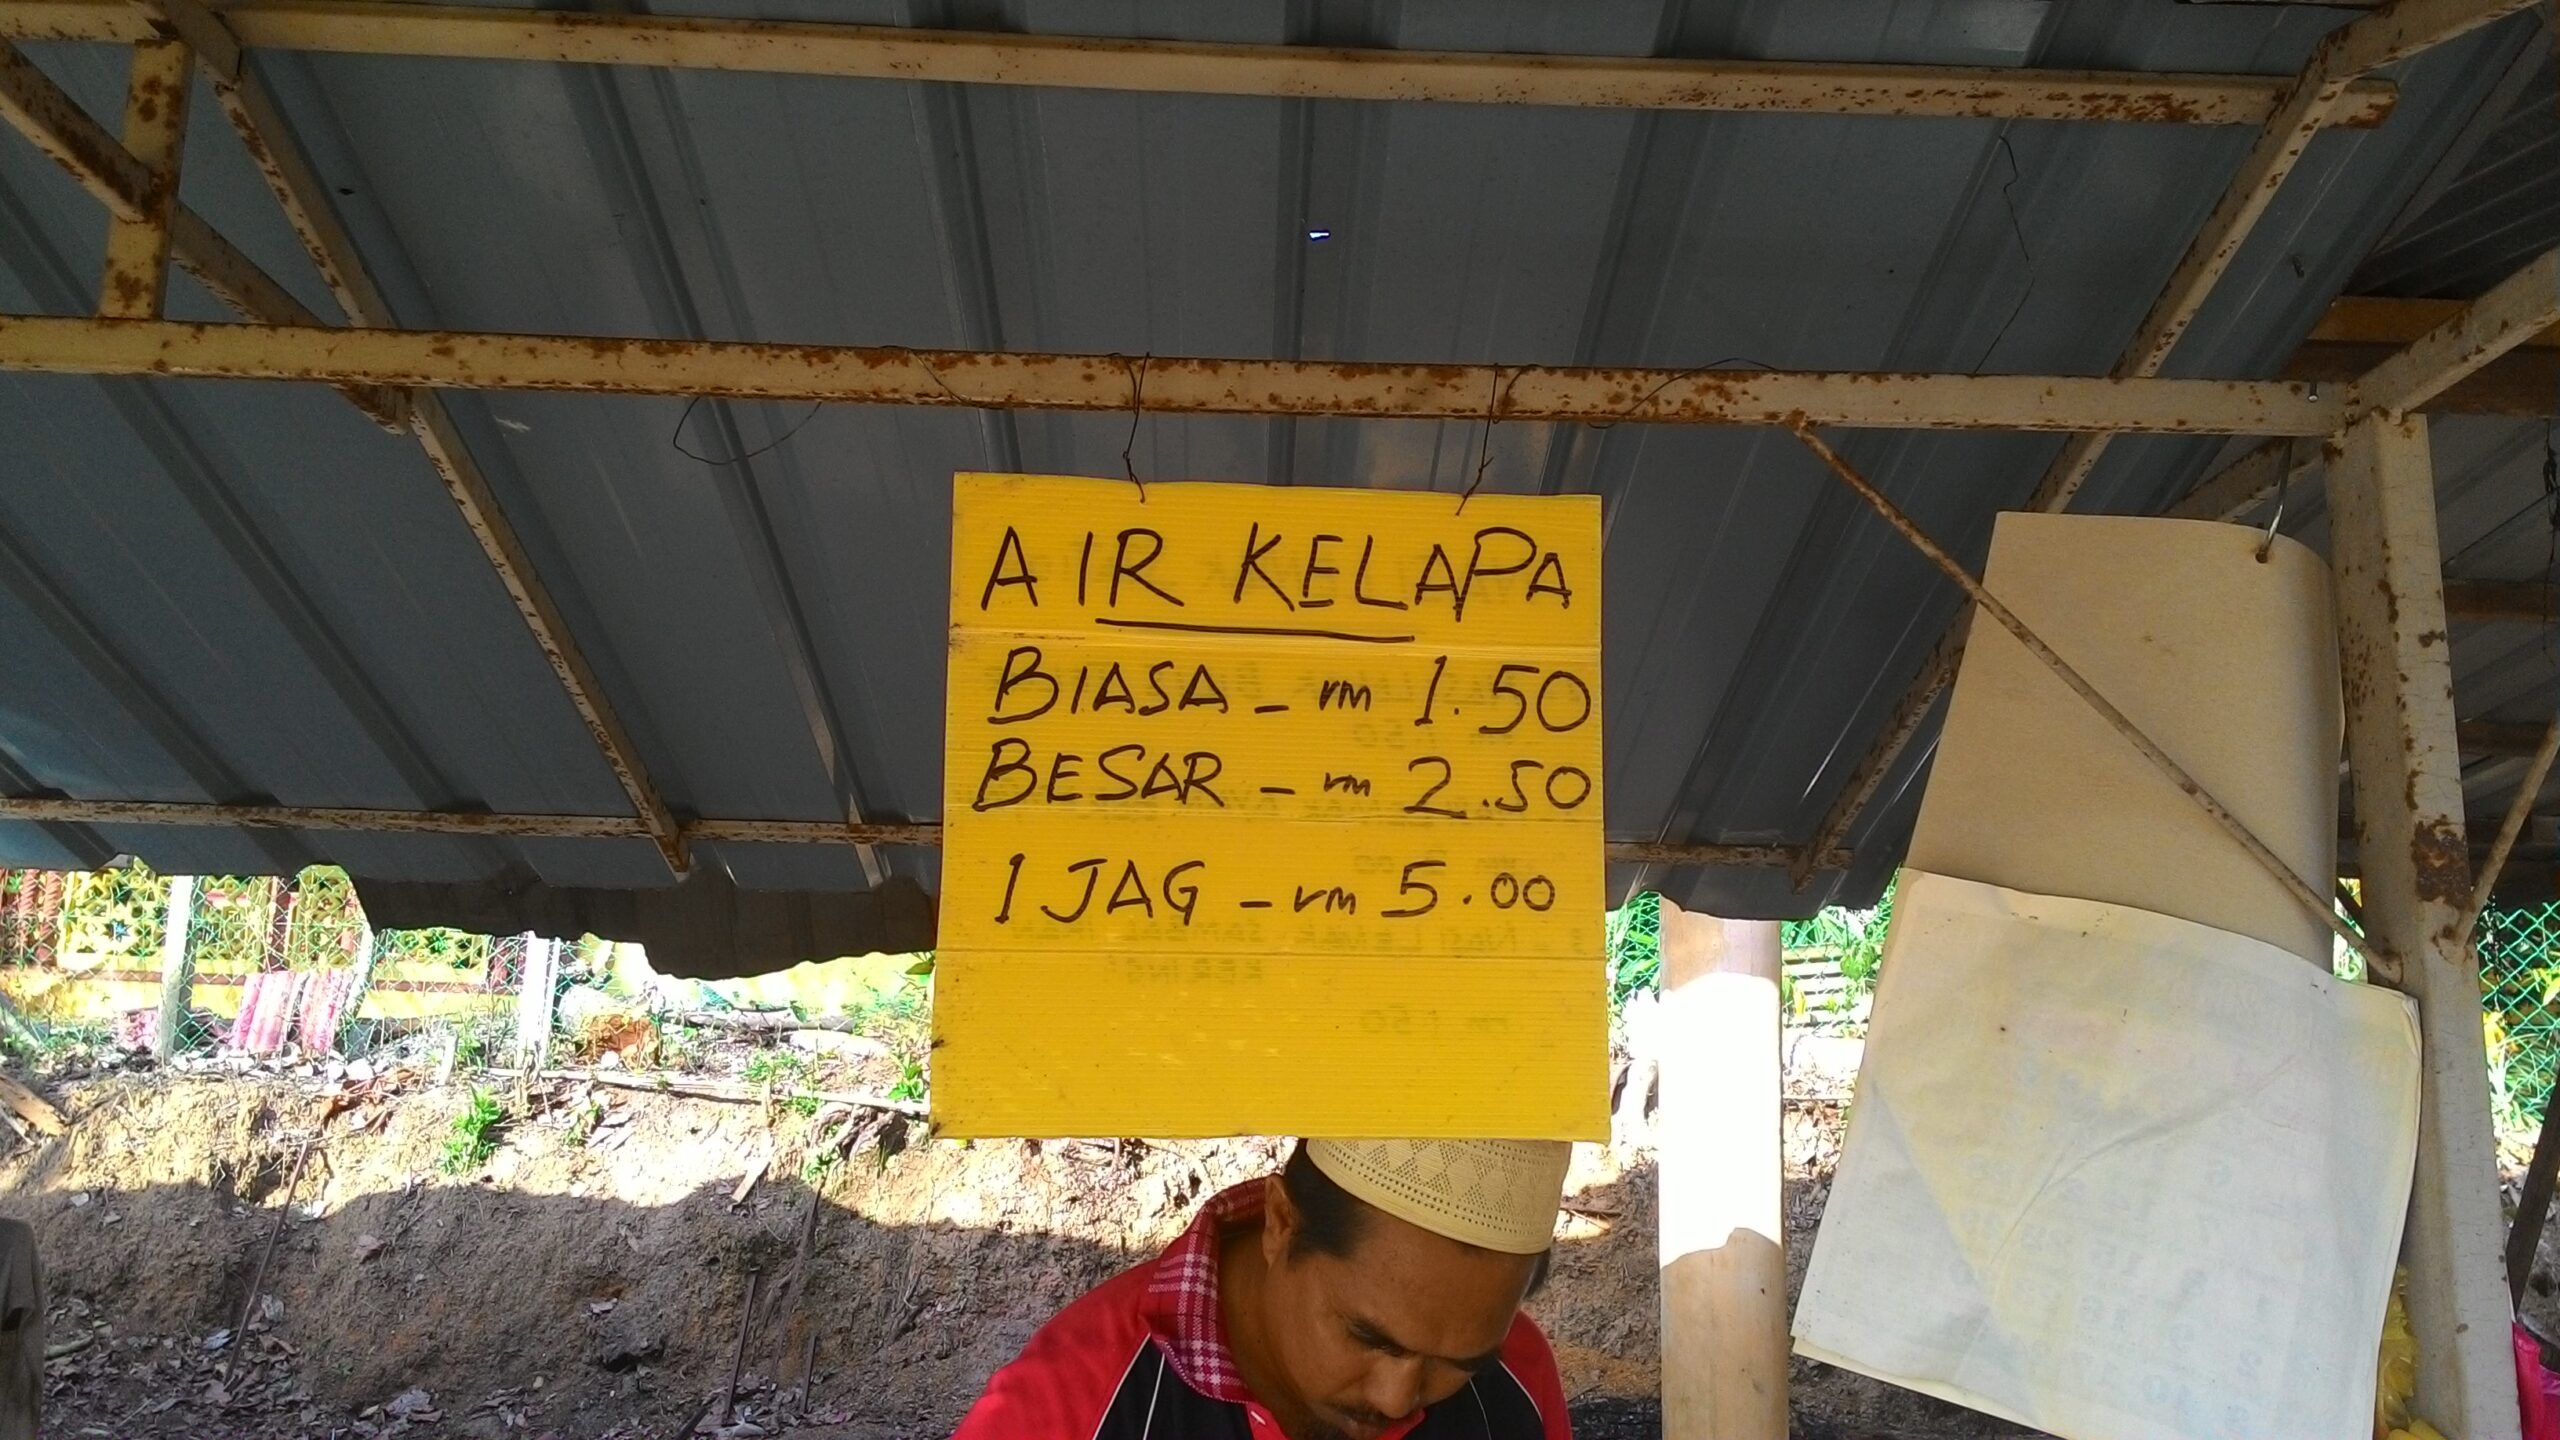 AIR KELAPA
BIASA - rm 1.50
BESAR - rm 2.50
1 JAG - rm 5.00